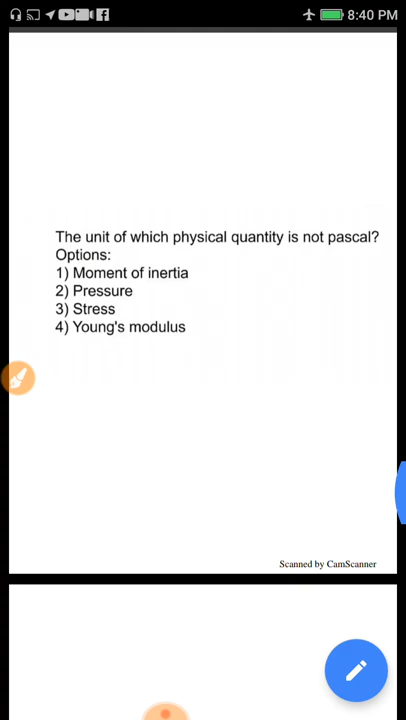 8:40 PM
The unit of which physical quantity is not pascal?
Options:
1) Moment of inertia
2) Pressure
3) Stress
4) Young's modulus
Scanned by CamScanner